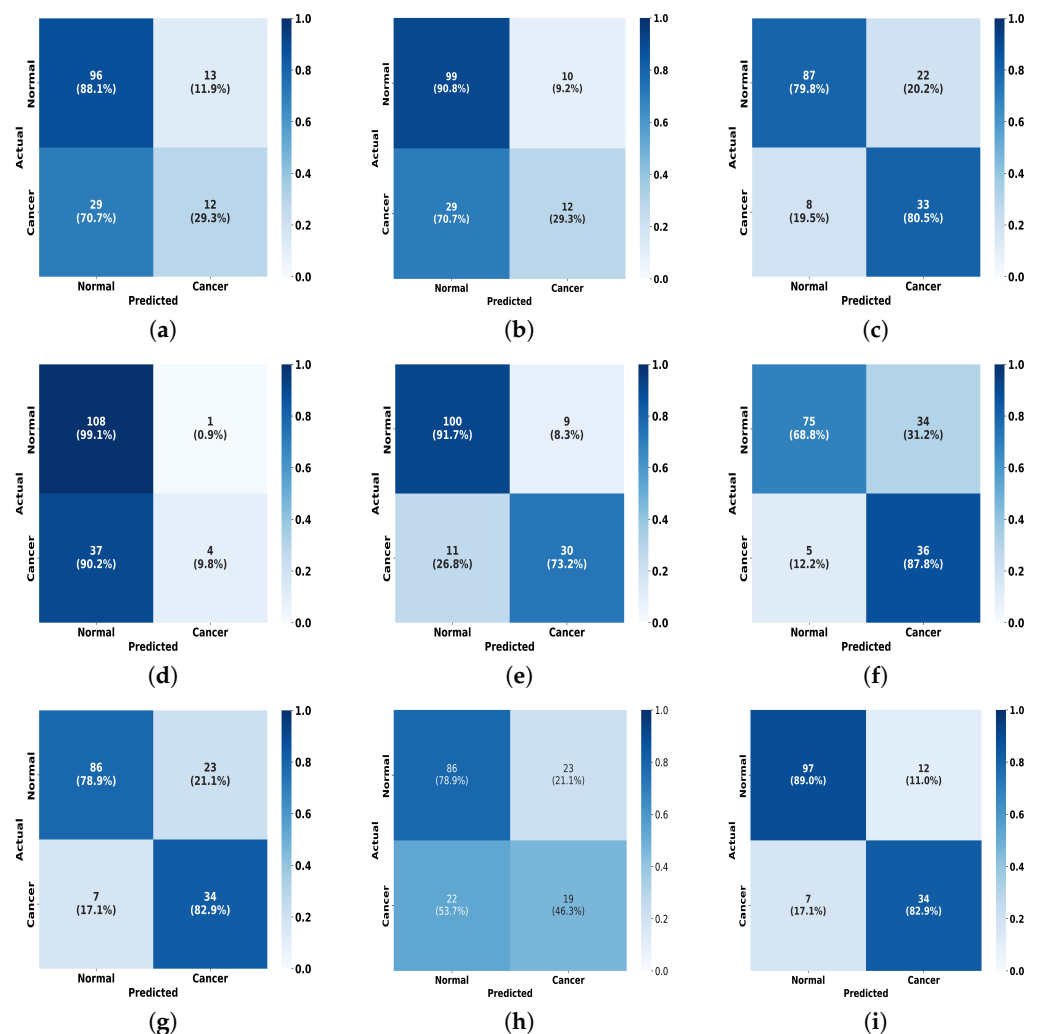 1.0
Normal
96
(88.1%)
13
(11.9%)
0.8
0.6
Actual
0.4
Cancer
29
(70.7%)
12
(29.3%)
0.2
0.0
Normal
Cancer
Predicted
(a)
1.0
Normal
99
(90.8%)
10
(9.2%)
0.8
0.6
Actual
0.4
Cancer
29
(70.7%)
12
(29.3%)
0.2
0.0
Normal
Cancer
Predicted
(b)
1.0
Normal
87
(79.8%)
22
(20.2%)
0.8
0.6
Actual
0.4
Cancer
8
(19.5%)
33
(80.5%)
0.2
0.0
Normal
Cancer
Predicted
(c)
1.0
Normal
108
(99.1%)
1
(0.9%)
0.8
0.6
Actual
0.4
Cancer
37
(90.2%)
4
(9.8%)
0.2
0.0
Normal
Cancer
Predicted
(d)
1.0
Normal
100
(91.7%)
9
(8.3%)
0.8
0.6
Actual
0.4
Cancer
11
(26.8%)
30
(73.2%)
0.2
0.0
Normal
Cancer
Predicted
(e)
1.0
Normal
75
(68.8%)
34
(31.2%)
0.8
0.6
Actual
0.4
Cancer
5
(12.2%)
36
(87.8%)
0.2
0.0
Normal
Cancer
Predicted
(f)
1.0
Normal
86
(78.9%)
23
(21.1%)
0.8
0.6
Actual
0.4
Cancer
7
(17.1%)
34
(82.9%)
0.2
0.0
Normal
Cancer
Predicted
(g)
1.0
Normal
86
(78.9%)
23
(21.1%)
0.8
0.6
Actual
0.4
Cancer
22
(53.7%)
19
(46.3%)
0.2
0.0
Normal
Cancer
Predicted
(h)
1.0
Normal
97
(89.0%)
12
(11.0%)
0.8
0.6
Actual
0.4
Cancer
7
(17.1%)
34
(82.9%)
0.2
0.0
Normal
Cancer
Predicted
(i)